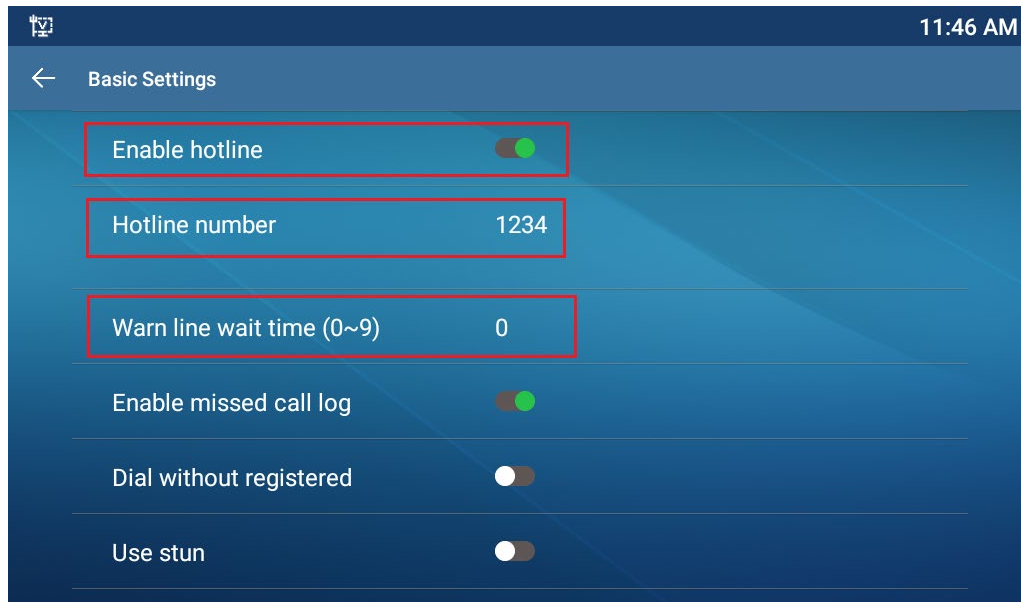 11:46 AM
Basic Settings
Enable hotline
Hotline number 1234
Warn line wait time (0~9) 0
Enable missed call log
Dial without registered
Use stun